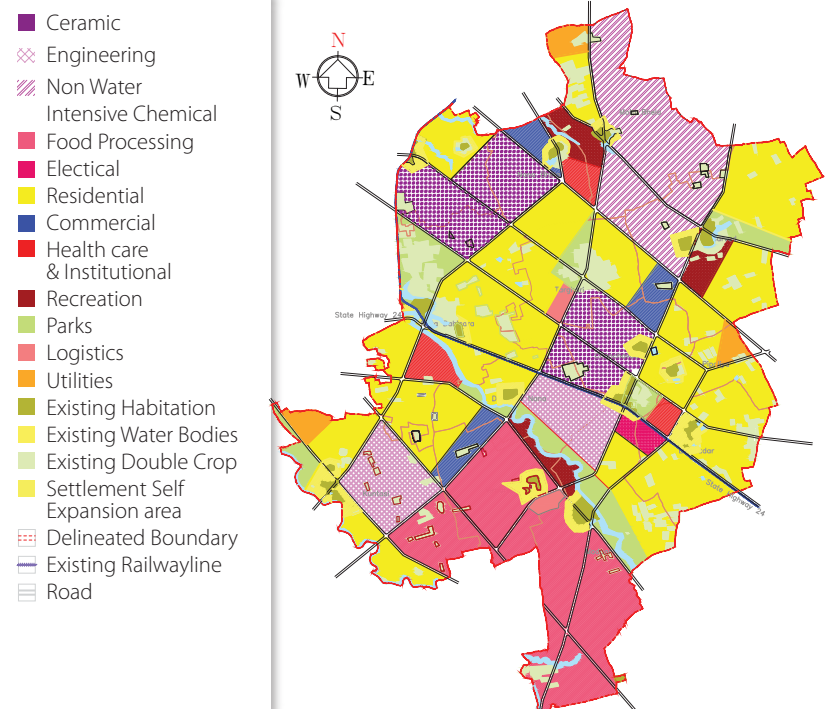 Ceramic
Engineering
Non Water
Intensive Chemical
Food Processing
Electical
Residential
Commercial
Health care
& Institutional
Recreation
Parks
Logistics
Utilities
Existing Habitation
Existing Water Bodies
Existing Double Crop
Settlement Self
Expansion area
Delineated Boundary
Existing Railwayline
Road
N
W E
S
State Highway 24
State Highway 24